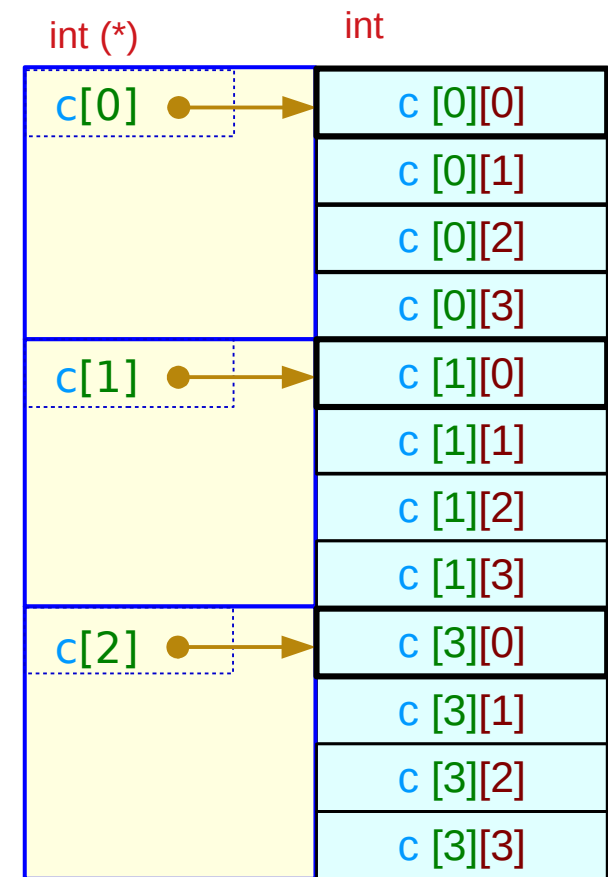 int (*) int
c[0] c [0][0]
c [0][1]
c [0][2]
c [0][3]
c[1] c [1][0]
c [1][1]
c [1][2]
c [1][3]
c[2] c [3][0]
c [3][1]
c [3][2]
c [3][3]